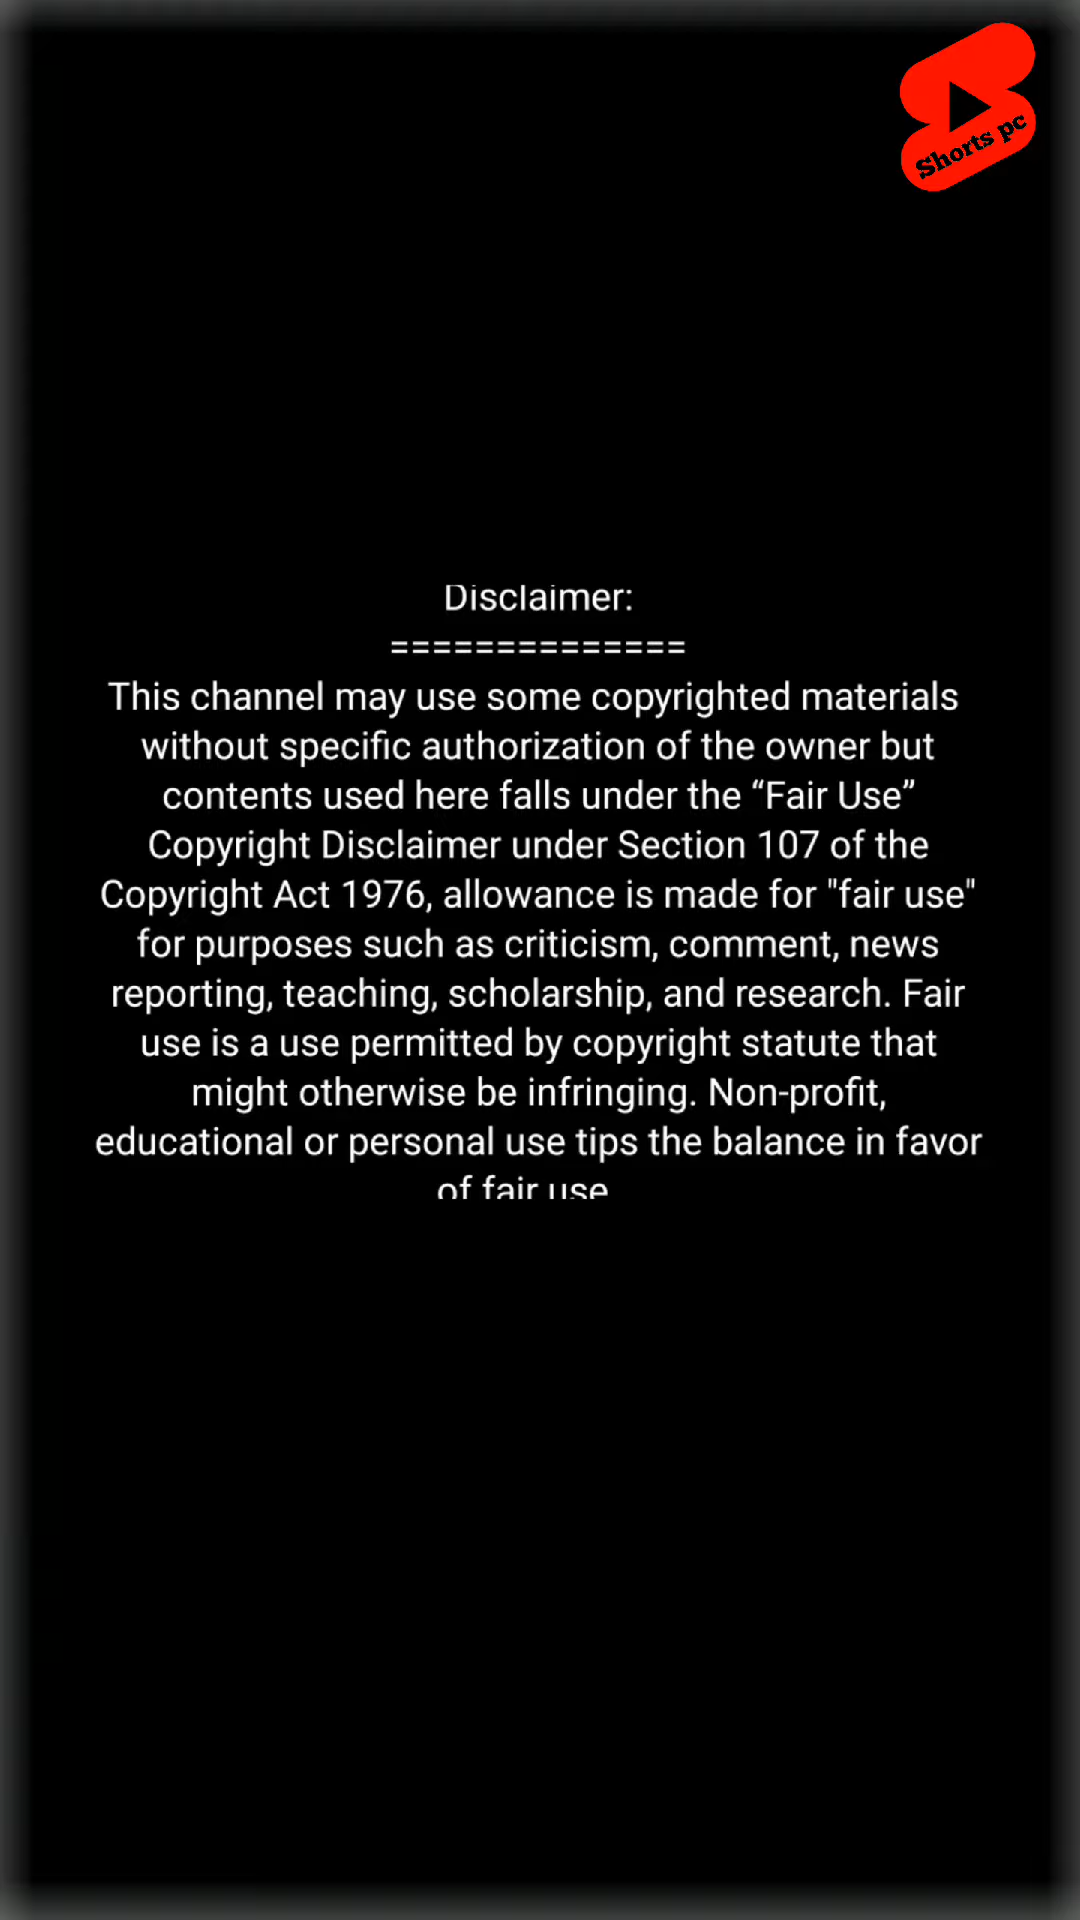 Shorts pc
Disclaimer:
==============
This channel may use some copyrighted materials
without specific authorization of the owner but
contents used here falls under the “Fair Use”
Copyright Disclaimer under Section 107 of the
Copyright Act 1976, allowance is made for "fair use"
for purposes such as criticism, comment, news
reporting, teaching, scholarship, and research. Fair
use is a use permitted by copyright statute that
might otherwise be infringing. Non-profit,
educational or personal use tips the balance in favor
of fair use